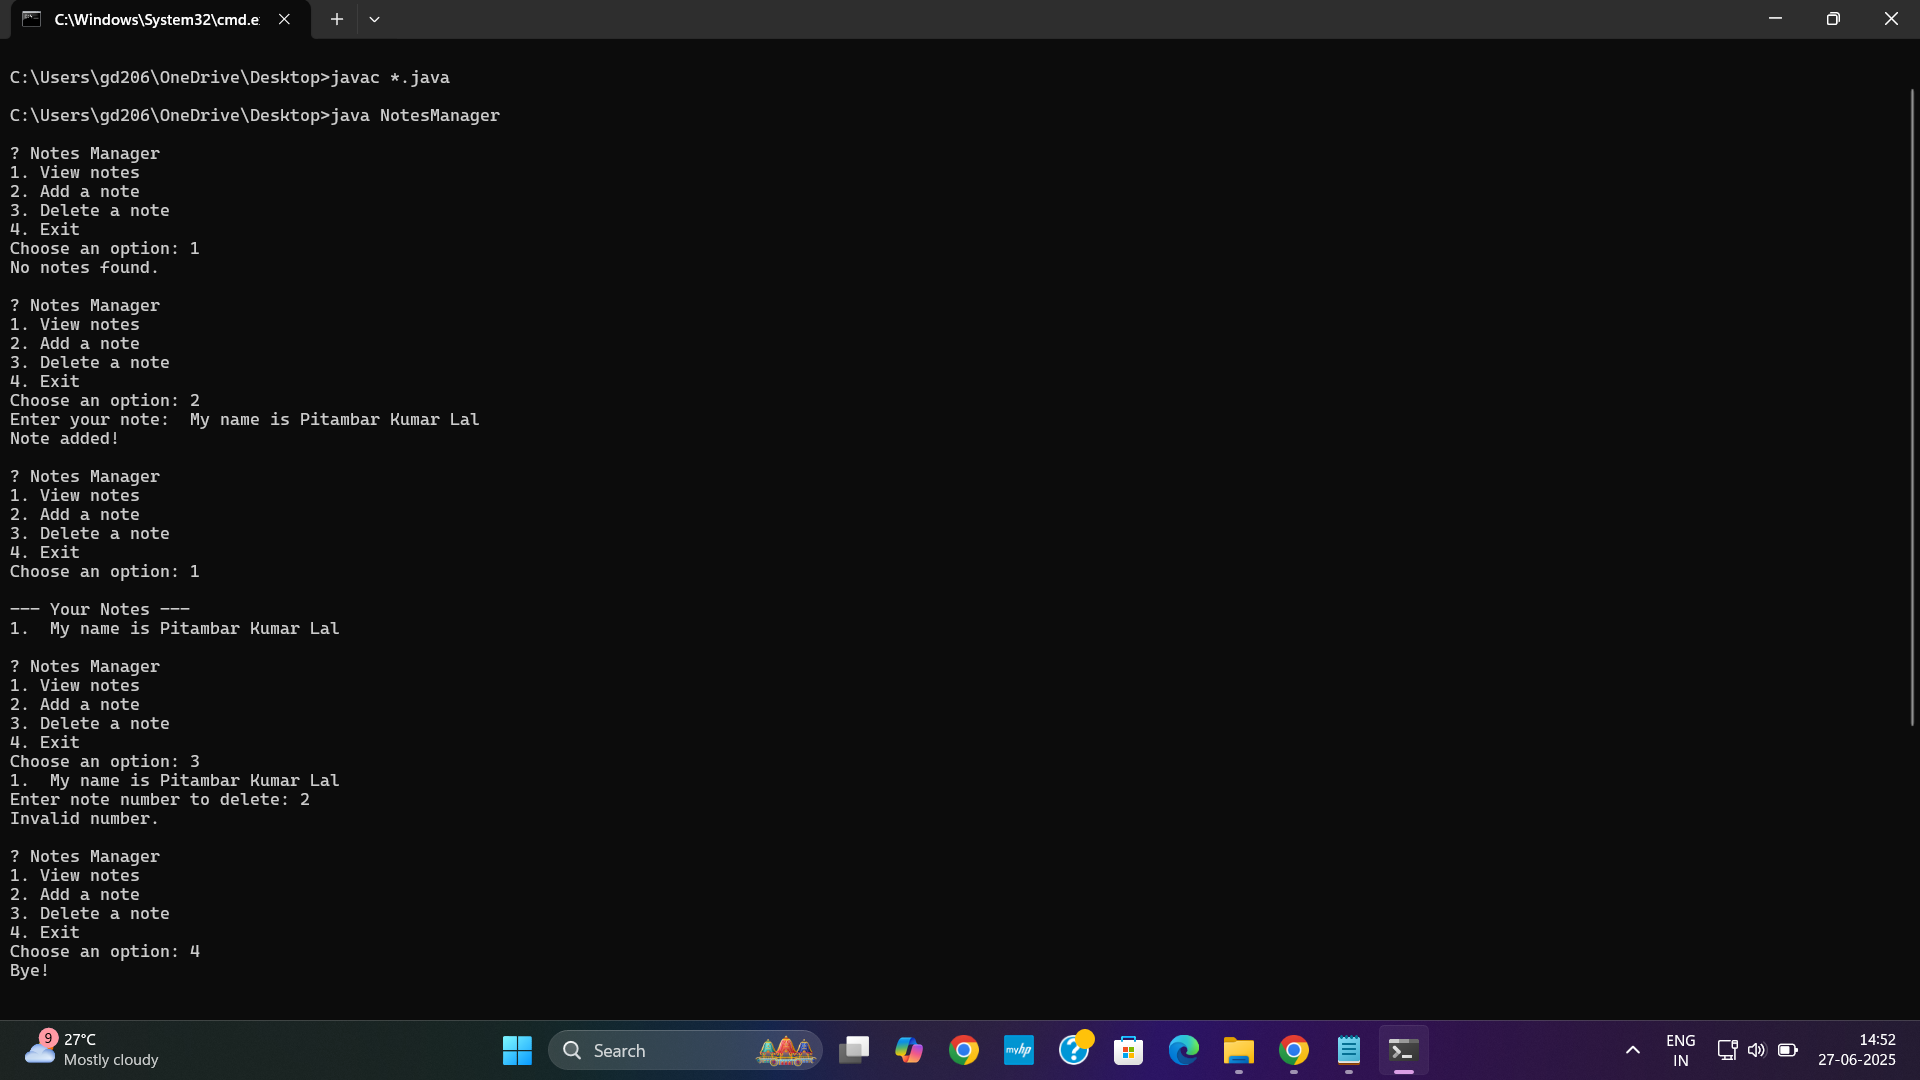 C:\Windows\System32\cmd.e
C:\Users\gd206\OneDrive\Desktop>javac *.java
C:\Users\gd206\OneDrive\Desktop>java NotesManager
? Notes Manager
1. View notes
2. Add a note
3. Delete a note
4. Exit
Choose an option: 1
No notes found.
? Notes Manager
1. View notes
2. Add a note
3. Delete a note
4. Exit
Choose an option: 2
Enter your note:  My name is Pitambar Kumar Lal
Note added!
? Notes Manager
1. View notes
2. Add a note
3. Delete a note
4. Exit
Choose an option: 1
--- Your Notes ---
1.  My name is Pitambar Kumar Lal
? Notes Manager
1. View notes
2. Add a note
3. Delete a note
4. Exit
Choose an option: 3
1.  My name is Pitambar Kumar Lal
Enter note number to delete: 2
Invalid number.
? Notes Manager
1. View notes
2. Add a note
3. Delete a note
4. Exit
Choose an option: 4
Bye!
9
27°C
Mostly cloudy
Search
myhp
ENG
IN
14:52
27-06-2025